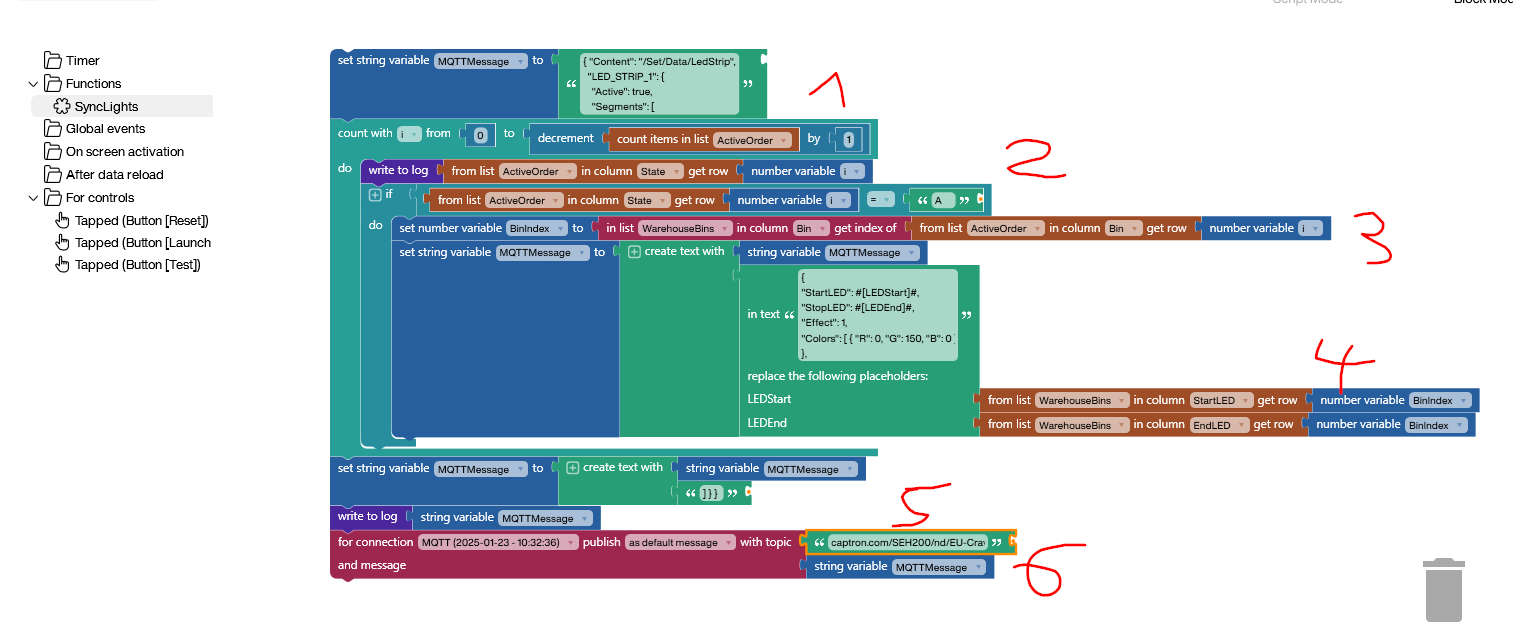 Script Mode
Block Mod
Timer
Functions
SyncLights
Global events
On screen activation
After data reload
For controls
Tapped (Button [Reset])
Tapped (Button [Launch
Tapped (Button [Test])
set string variable MQTTMessage to
“ { "Content": "/Set/Data/LedStrip",
"LED_STRIP_1": {
"Active": true,
"Segments": [ ”
1
count with i from 0 to decrement count items in list ActiveOrder by 1
2
do write to log from list ActiveOrder in column State get row number variable i
if from list ActiveOrder in column State get row number variable i = “ A ”
3
do set number variable BinIndex to in list WarehouseBins in column Bin get index of from list ActiveOrder in column Bin get row number variable i
set string variable MQTTMessage to create text with string variable MQTTMessage
in text “ {
"StartLED": #[LEDStart]#,
"StopLED": #[LEDEnd]#,
"Effect": 1,
"Colors": [ { "R": 0, "G": 150, "B": 0
}, ”
replace the following placeholders:
4
LEDStart from list WarehouseBins in column StartLED get row number variable BinIndex
LEDEnd from list WarehouseBins in column EndLED get row number variable BinIndex
set string variable MQTTMessage to create text with string variable MQTTMessage
“ ]}} ”
5
write to log string variable MQTTMessage
for connection MQTT (2025-01-23 - 10:32:36) publish as default message with topic “ captron.com/SEH200/nd/EU-Cra ”
6
and message string variable MQTTMessage